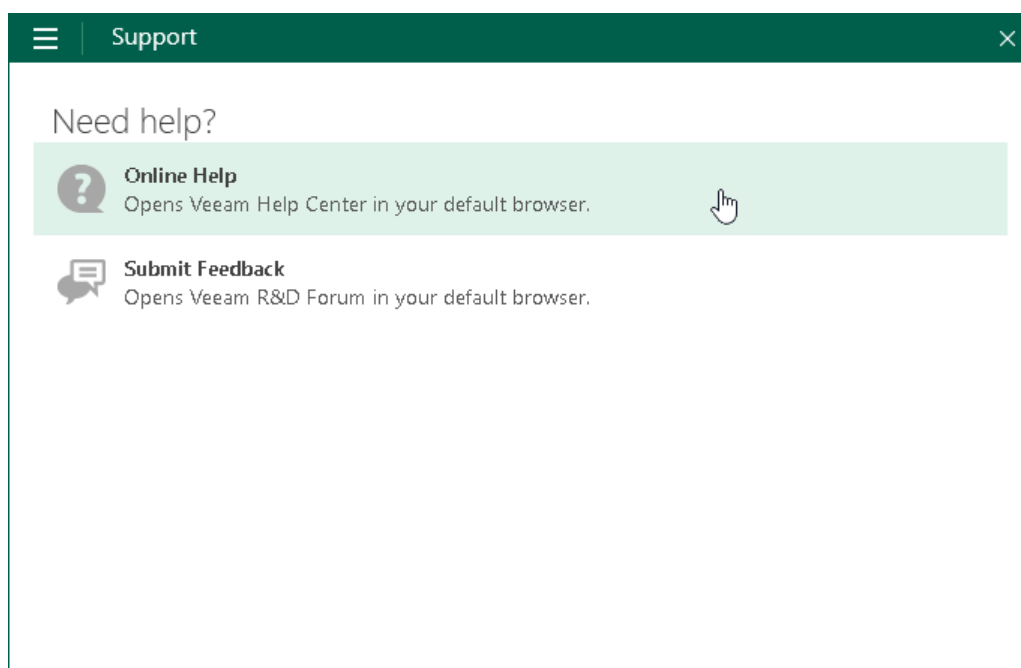 Support
Need help?
Online Help
Opens Veeam Help Center in your default browser.
Submit Feedback
Opens Veeam R&D Forum in your default browser.